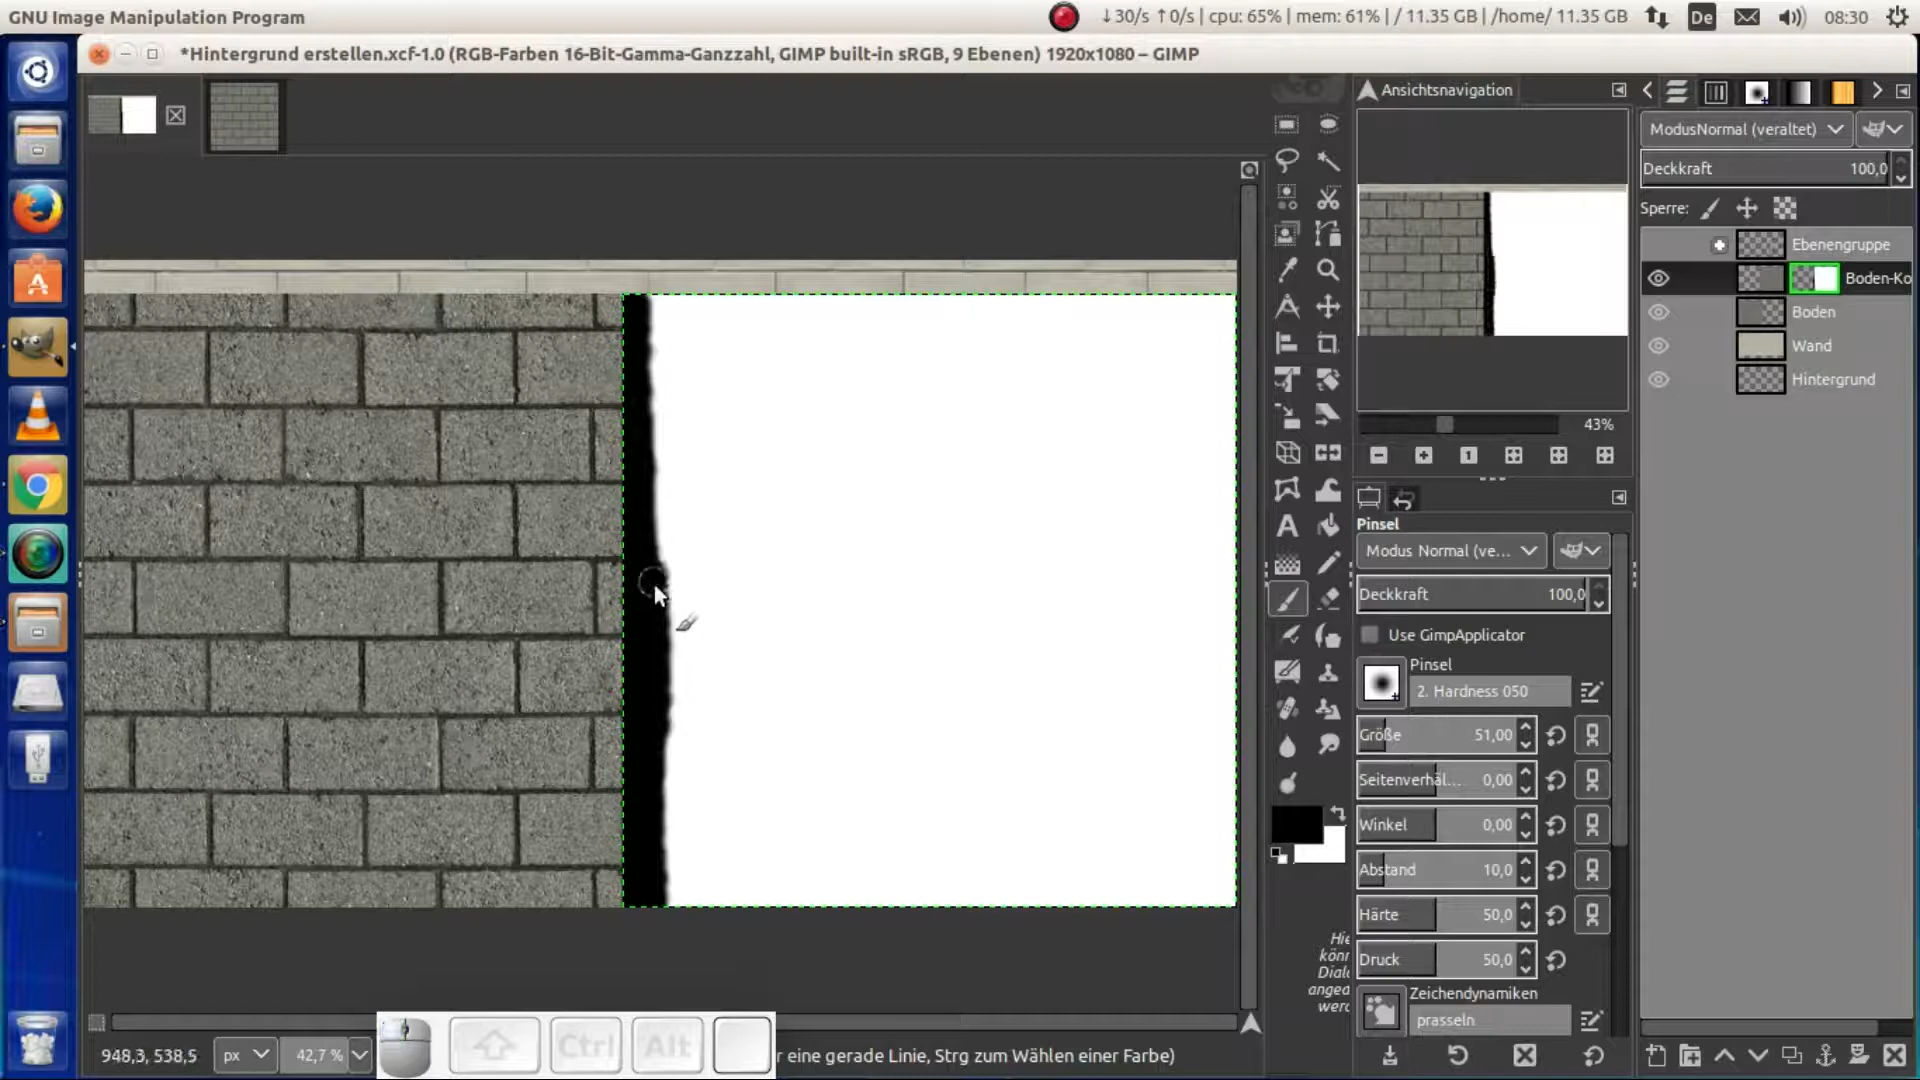 GNU Image Manipulation Program
↓30/s ↑0/s | cpu: 65% | mem: 61% | / 11.35 GB | /home/ 11.35 GB
De
08:30
*Hintergrund erstellen.xcf-1.0 (RGB-Farben 16-Bit-Gamma-Ganzzahl, GIMP built-in sRGB, 9 Ebenen) 1920x1080 – GIMP
Ansichtsnavigation
ModusNormal (veraltet)
Deckkraft 100,0
Sperre:
Ebenengruppe
Boden-Ko
Boden
Wand
Hintergrund
43%
Pinsel
Modus Normal (ve...
Deckkraft 100,0
Use GimpApplicator
Pinsel
2. Hardness 050
Größe 51,00
Seitenverhäl... 0,00
Winkel 0,00
Abstand 10,0
Härte 50,0
Druck 50,0
Zeichendynamiken
prasseln
Hie
könn
Dialo
anged
werd
948,3, 538,5
px
42,7 %
Ctrl
Alt
r eine gerade Linie, Strg zum Wählen einer Farbe)